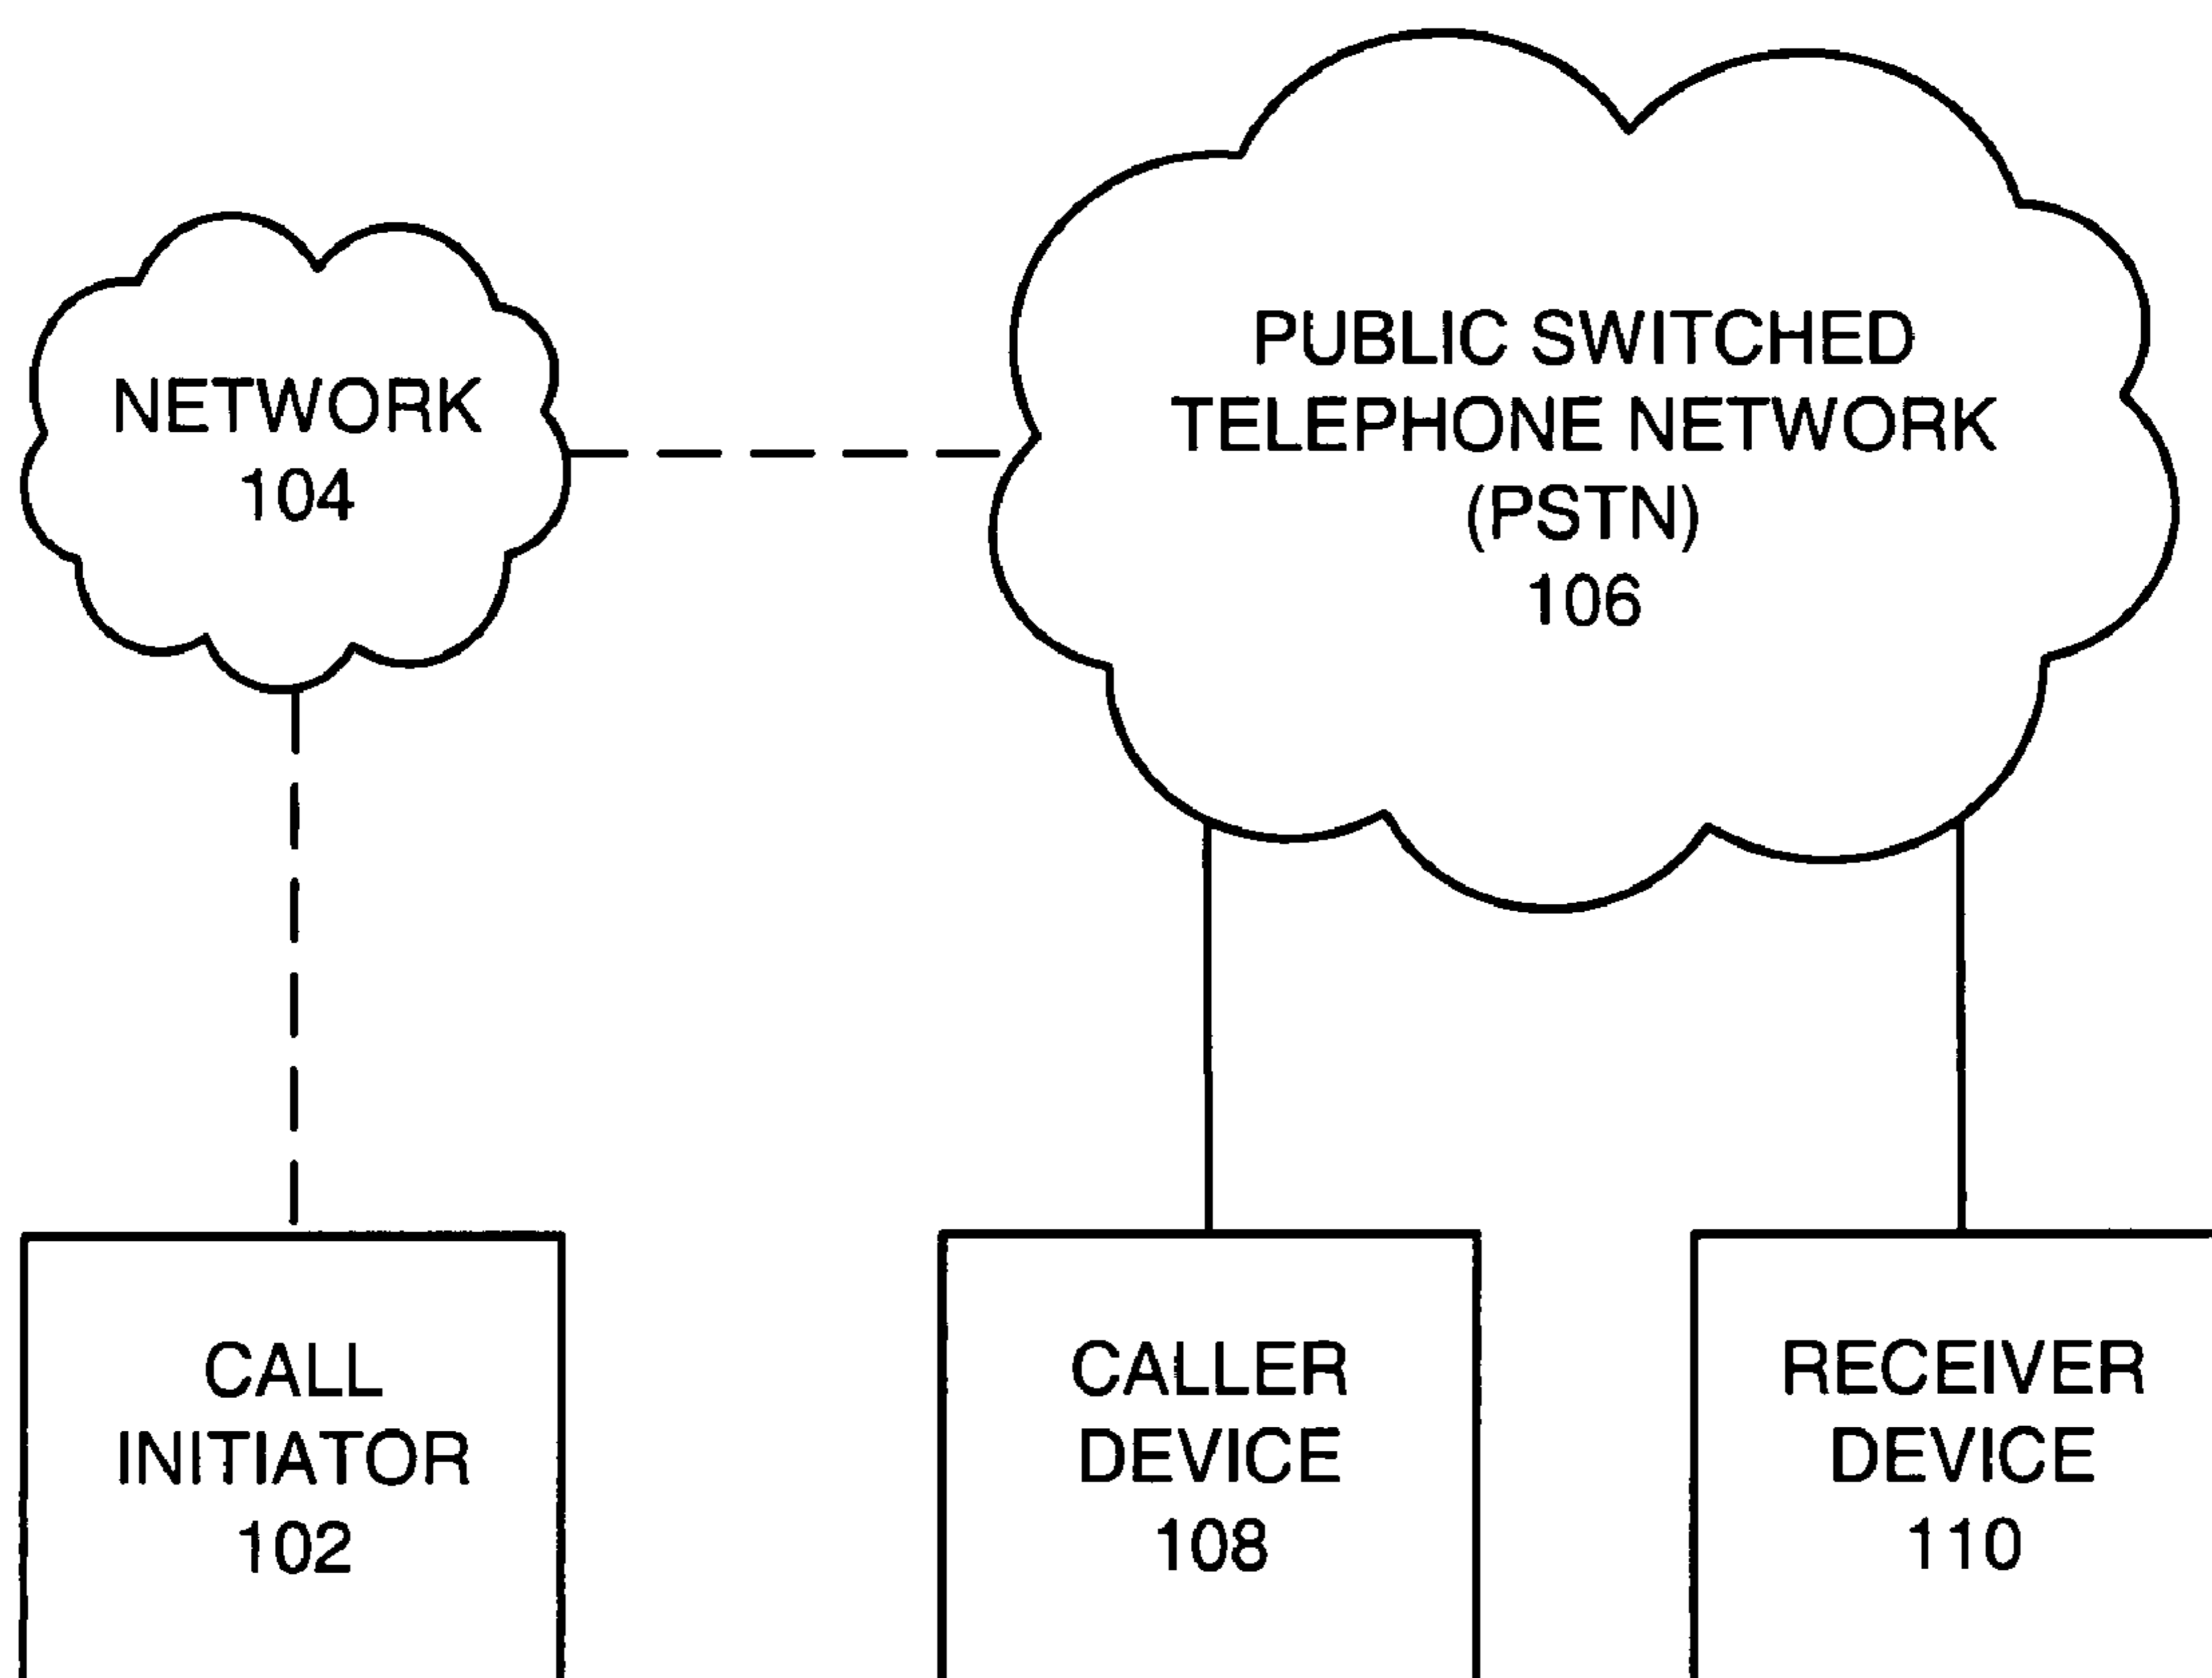 NETWORK
104
PUBLIC SWITCHED
TELEPHONE NETWORK
(PSTN)
106
CALL
INITIATOR
102
CALLER
DEVICE
108
RECEIVER
DEVICE
110